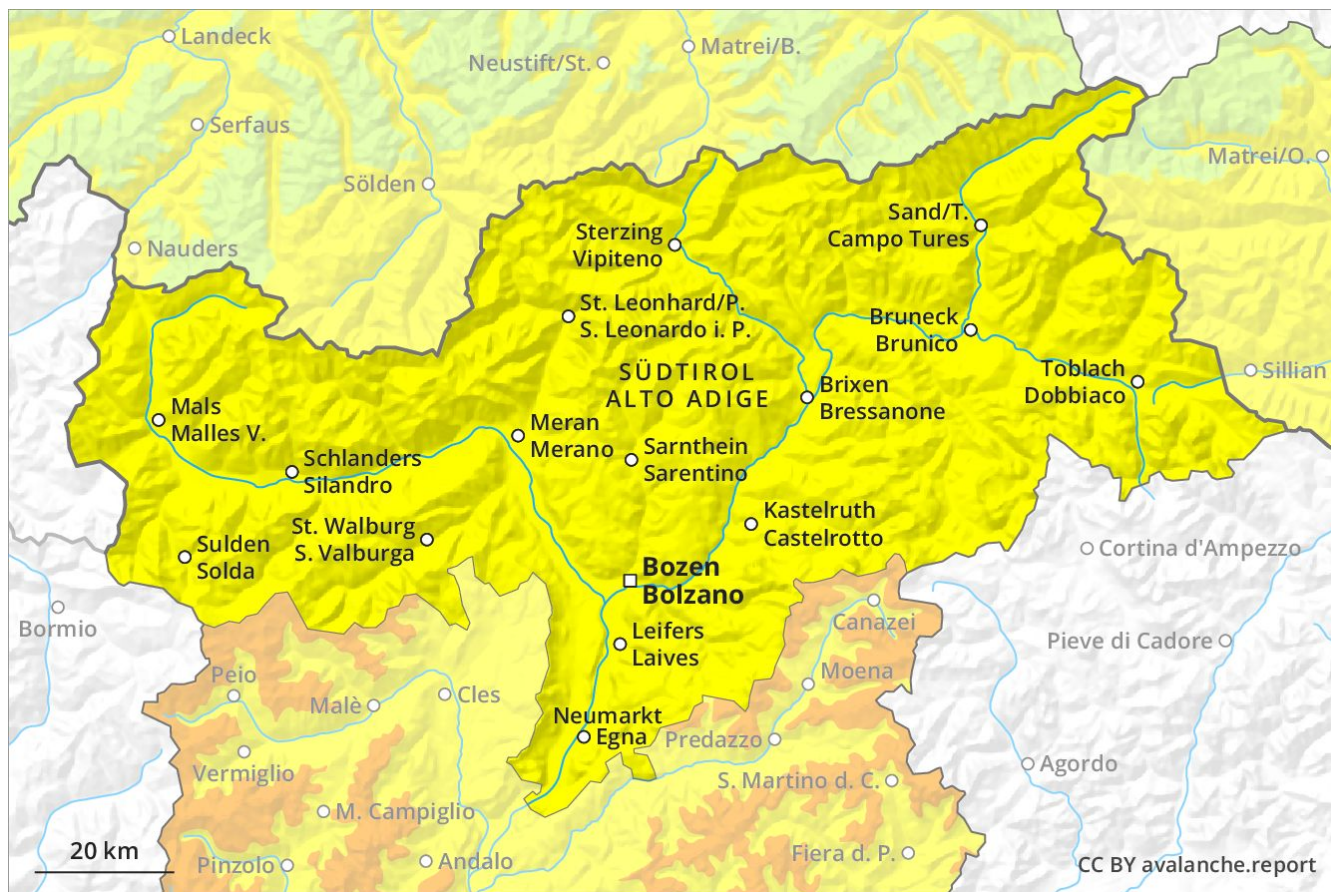 Landeck
Matrei/B.
Neustift/St.
Serfaus
Matrei/O.
Sölden
Sand/T.
Campo Tures
Sterzing
Vipiteno
Nauders
St. Leonhard/P.
S. Leonardo i. P.
Bruneck
Brunico
SÜDTIROL
ALTO ADIGE
Toblach
Dobbiaco
Sillian
Brixen
Bressanone
Mals
Malles V.
Meran
Merano
Sarnthein
Sarentino
Schlanders
Silandro
Kastelruth
Castelrotto
St. Walburg
S. Valburga
Sulden
Solda
Cortina d'Ampezzo
Bozen
Bolzano
Bormio
Canazei
Leifers
Laives
Pieve di Cadore
Peio
Moena
Malè
Cles
Neumarkt
Egna
Predazzo
Vermiglio
Agordo
S. Martino d. C.
M. Campiglio
20 km
Pinzolo
Andalo
Fiera d. P.
CC BY avalanche.report